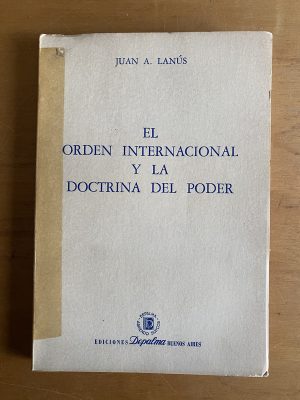 JUAN A. LANÚS
EL
ORDEN INTERNACIONAL
Y LA
DOCTRINA DEL PODER
EDICIONES Depalma BUENOS AIRES